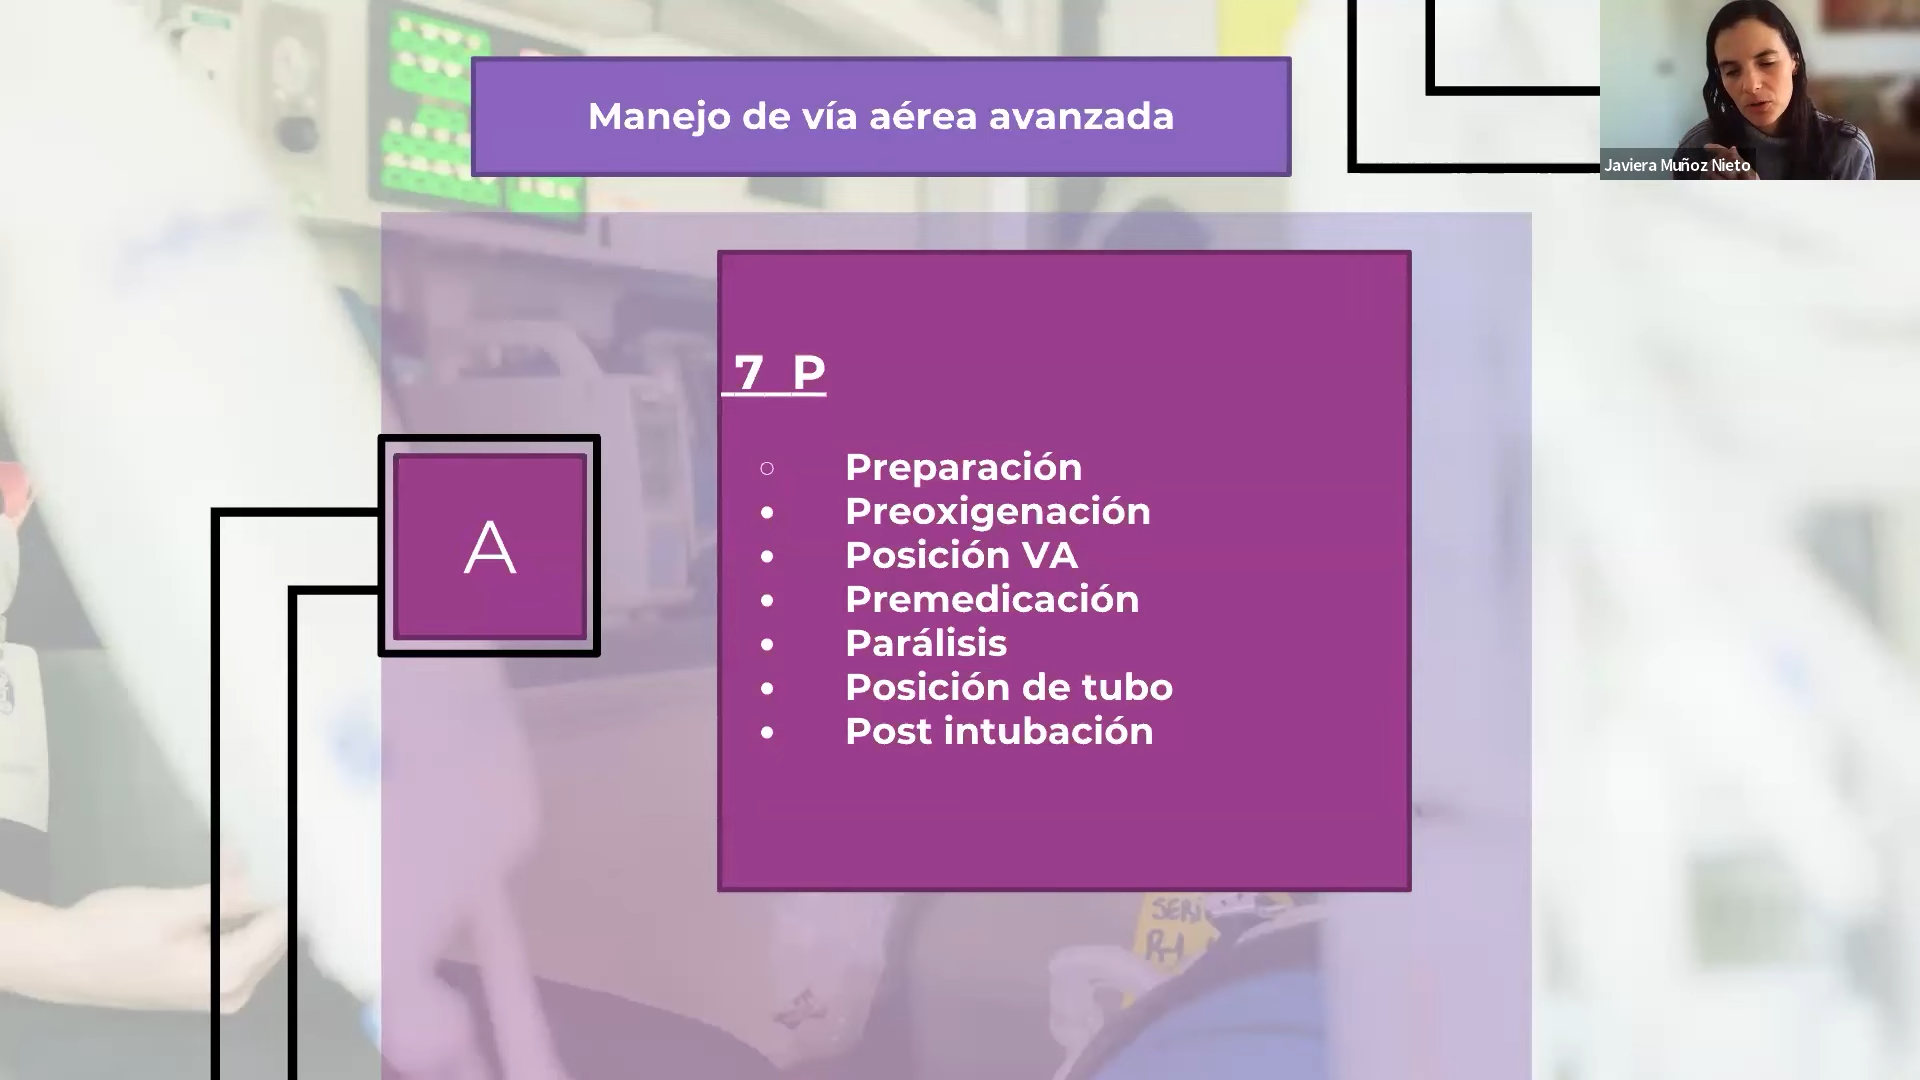 Manejo de vía aérea avanzada
Javiera Muñoz Nieto
7 P
A
Preparación
Preoxigenación
Posición VA
Premedicación
Parálisis
Posición de tubo
Post intubación